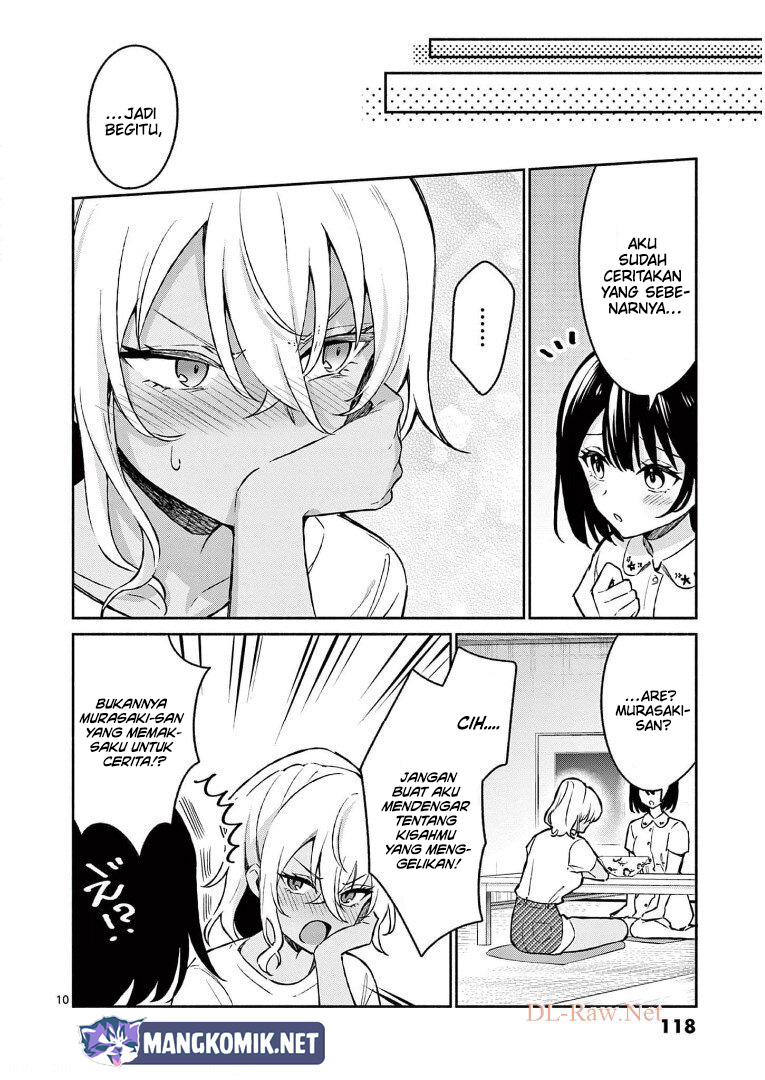 AKU
SUDAH
CERITAKAN
YANG SEBE-
NARNYA...
......
...JADI
BEGITU,
...ARE?
MURASAKI-
SAN?
CIH....
JANGAN
BUAT AKU
MENDENGAR
TENTANG
KISAHMU
YANG MENG-
GELIKAN!
BUKANNYA
MURASAKI-SAN
YANG MEMAK-
SAKU UNTUK
CERITA!?
10
MANGKOMIK.NET
DL-Raw.Net
118